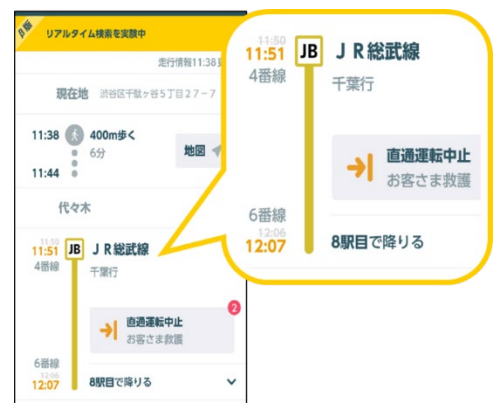 β版
リアルタイム検索を実験中
走行情報11:38
現在地 渋谷区千駄ヶ谷5丁目27-7
11:38 400m歩く
6分
地図
11:44
代々木
11:50
11:51 JB JR総武線
4番線 千葉行
2
直通運転中止
お客さま救護
6番線
12:06
12:07 8駅目で降りる
11:50
11:51 JB JR総武線
4番線 千葉行
直通運転中止
お客さま救護
6番線
12:06
12:07 8駅目で降りる